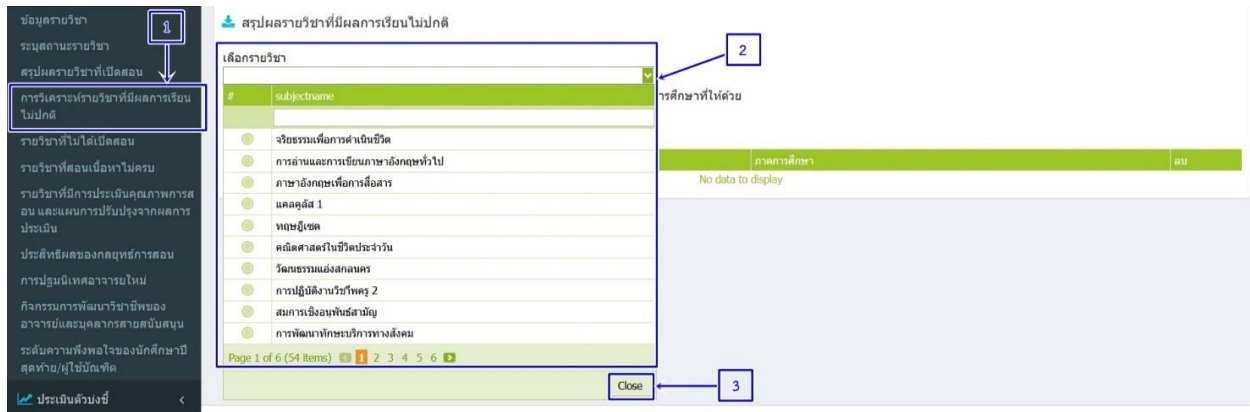 ข้อมูลรายวิชา
ระบุสถานะรายวิชา
สรุปผลรายวิชาที่เปิดสอน
การวิเคราะห์รายวิชาที่มีผลการเรียน
ไม่ปกติ
รายวิชาที่ไม่ได้เปิดสอน
รายวิชาที่สอนเนื้อหาไม่ครบ
รายวิชาที่มีการประเมินคุณภาพการส
อน และแผนการปรับปรุงจากผลการ
ประเมิน
ประสิทธิผลของกลยุทธ์การสอน
การปฐมนิเทศอาจารย์ใหม่
กิจกรรมการพัฒนาวิชาชีพของ
อาจารย์และบุคลากรสายสนับสนุน
ระดับความพึงพอใจของนักศึกษาปี
สุดท้าย/ผู้ใช้บัณฑิต
ประเมินตัวบ่งชี้ <
1
สรุปผลรายวิชาที่มีผลการเรียนไม่ปกติ
เลือกรายวิชา
2
# subjectname
ารศึกษาที่ให้ด้วย
จริยธรรมเพื่อการดำเนินชีวิต
การอ่านและการเขียนภาษาอังกฤษทั่วไป
ภาษาอังกฤษเพื่อการสื่อสาร
แคลคูลัส 1
ทฤษฎีเซต
คณิตศาสตร์ในชีวิตประจำวัน
วัฒนธรรมแอ่งสกลนคร
การปฏิบัติงานวิชาชีพครู 2
สมการเชิงอนุพันธ์สามัญ
การพัฒนาทักษะบริการทางสังคม
Page 1 of 6 (54 items) 1 2 3 4 5 6
ภาคการศึกษา ลบ
No data to display
Close
3